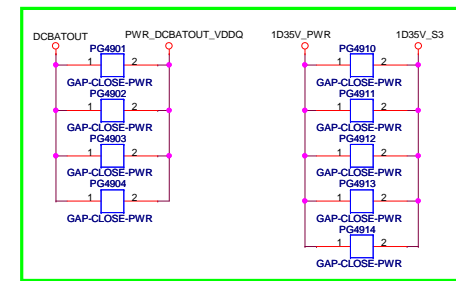 DCBATOUT PWR_DCBATOUT_VDDQ
PG4901
1 2
GAP-CLOSE-PWR
PG4902
1 2
GAP-CLOSE-PWR
PG4903
1 2
GAP-CLOSE-PWR
PG4904
1 2
GAP-CLOSE-PWR
1D35V_PWR 1D35V_S3
PG4910
1 2
GAP-CLOSE-PWR
PG4911
1 2
GAP-CLOSE-PWR
PG4912
1 2
GAP-CLOSE-PWR
PG4913
1 2
GAP-CLOSE-PWR
PG4914
1 2
GAP-CLOSE-PWR